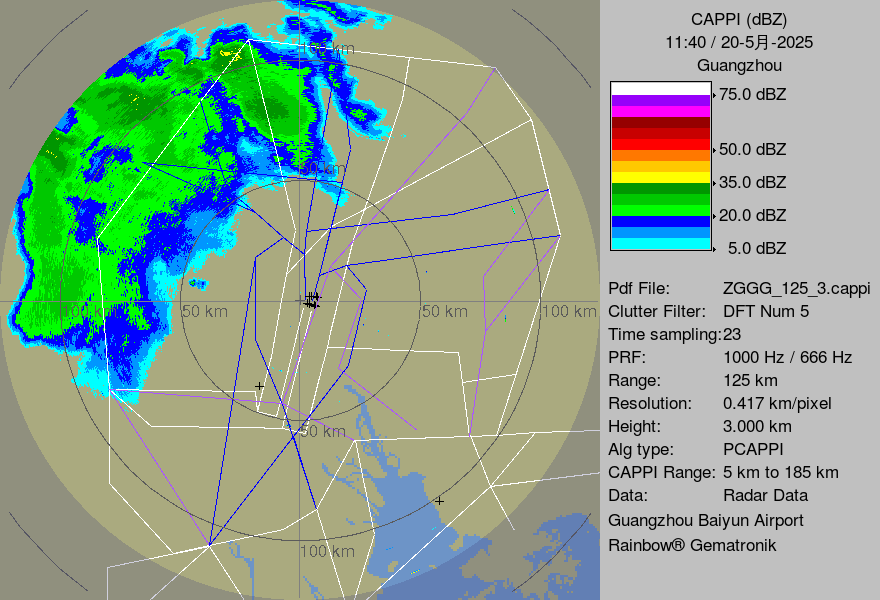 CAPPI (dBZ)
11:40 / 20-5月-2025
Guangzhou
75.0 dBZ
50.0 dBZ
35.0 dBZ
20.0 dBZ
5.0 dBZ
Pdf File: ZGGG_125_3.cappi
Clutter Filter: DFT Num 5
Time sampling:23
PRF: 1000 Hz / 666 Hz
Range: 125 km
Resolution: 0.417 km/pixel
Height: 3.000 km
Alg type: PCAPPI
CAPPI Range: 5 km to 185 km
Data: Radar Data
Guangzhou Baiyun Airport
Rainbow® Gematronik
100 km
50 km
100 km
50 km
50 km
100 km
50 km
100 km